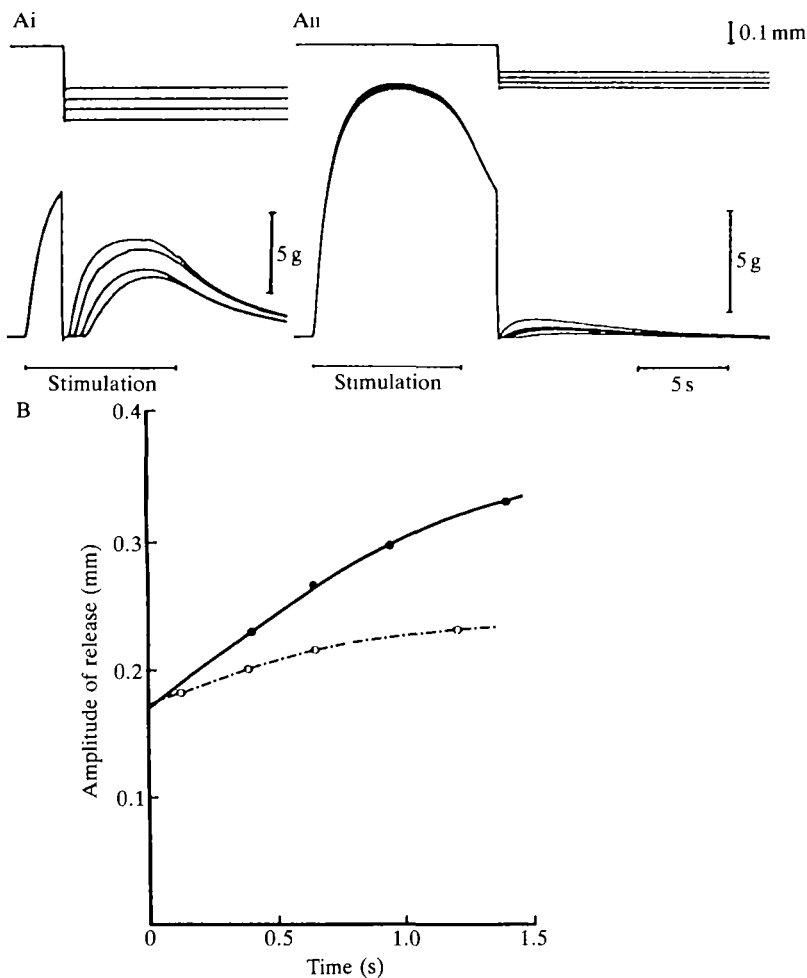 Ai
Aii
0.1 mm
5 g
5 g
Stimulation
Stimulation
5 s
B
0.4
0.3
0.2
0.1
0
0.5
1.0
1.5
Amplitude of release (mm)
Time (s)